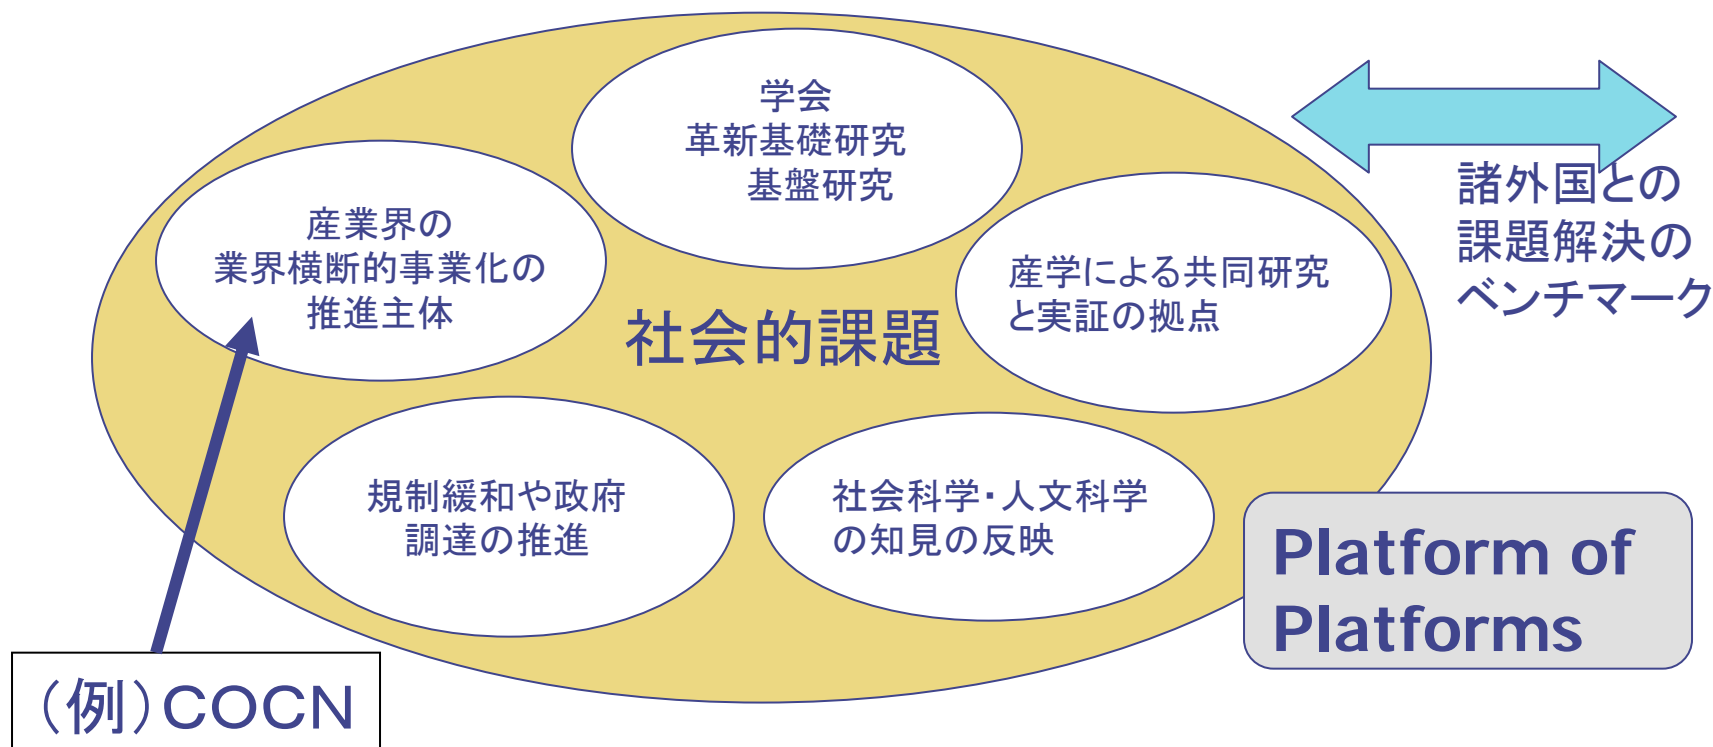 学会
革新基礎研究
基盤研究
産業界の
業界横断的事業化の
推進主体
産学による共同研究
と実証の拠点
諸外国との
課題解決の
ベンチマーク
社会的課題
規制緩和や政府
調達の推進
社会科学・人文科学
の知見の反映
Platform of
Platforms
（例）ＣＯＣＮ